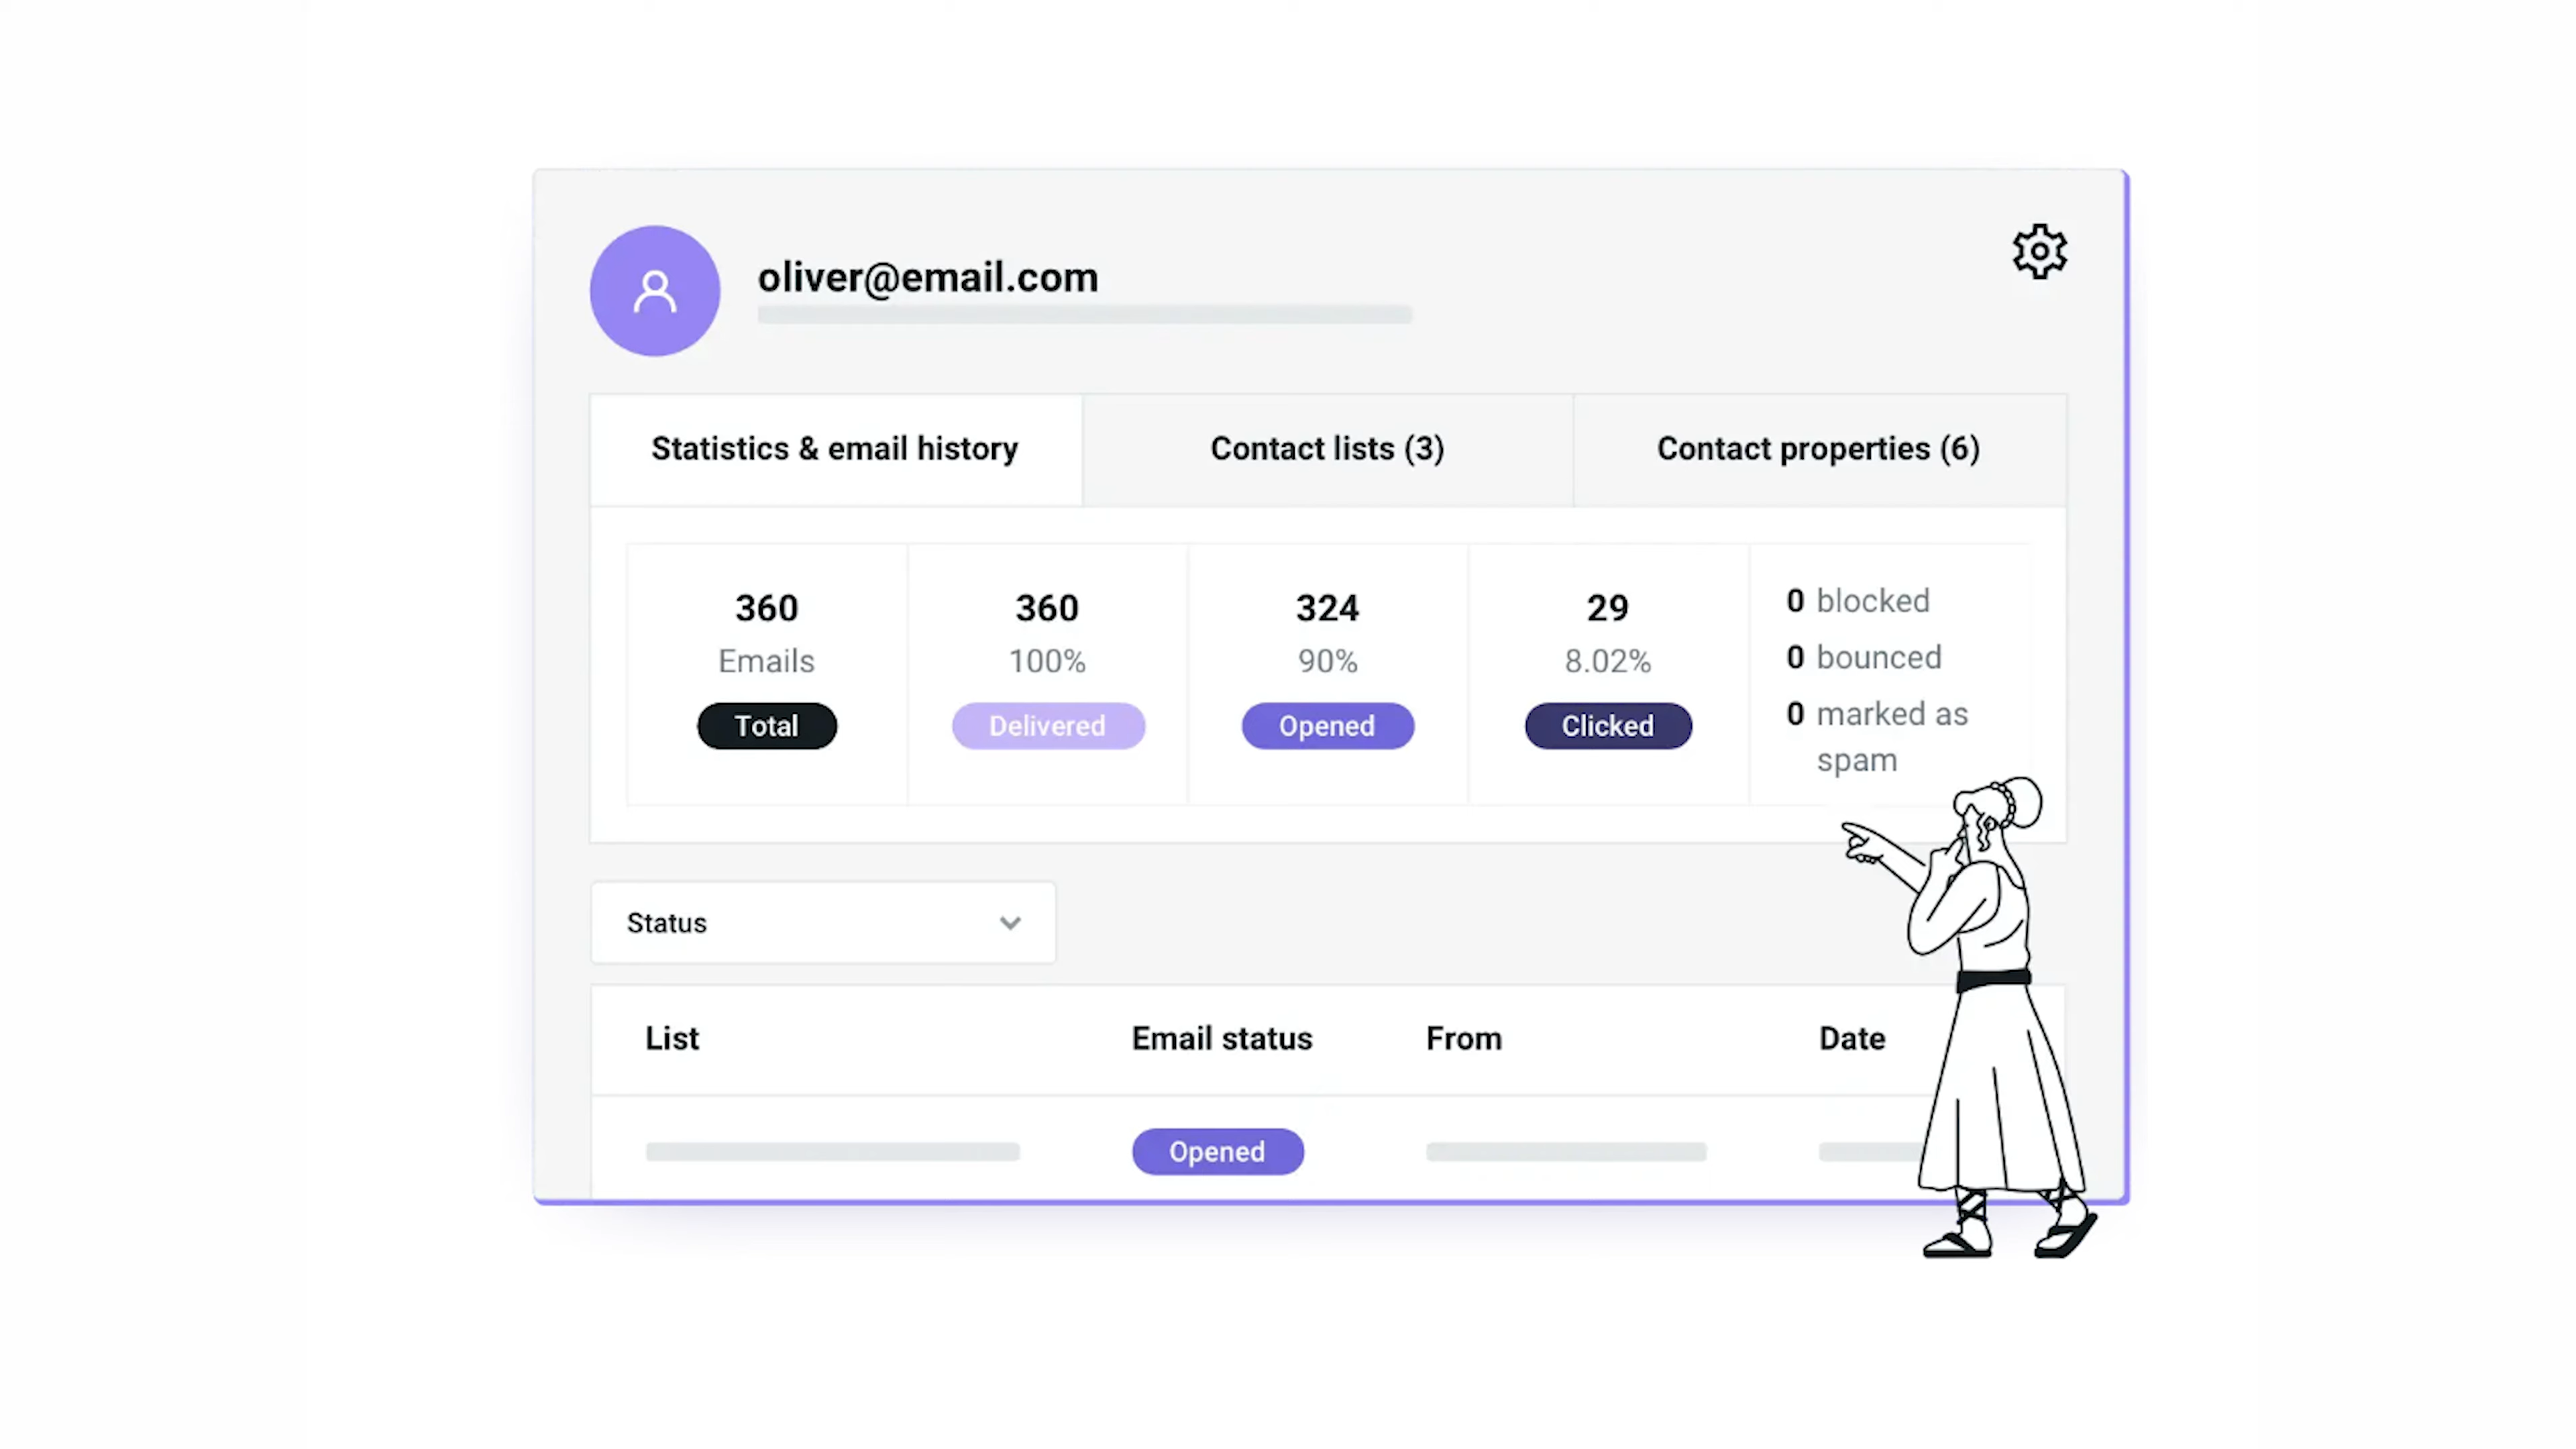 oliver@email.com
Statistics & email history
Contact lists (3)
Contact properties (6)
360
Emails
Total
360
100%
Delivered
324
90%
Opened
29
8.02%
Clicked
0 blocked
0 bounced
0 marked as
spam
Status
List
Email status
From
Date
Opened